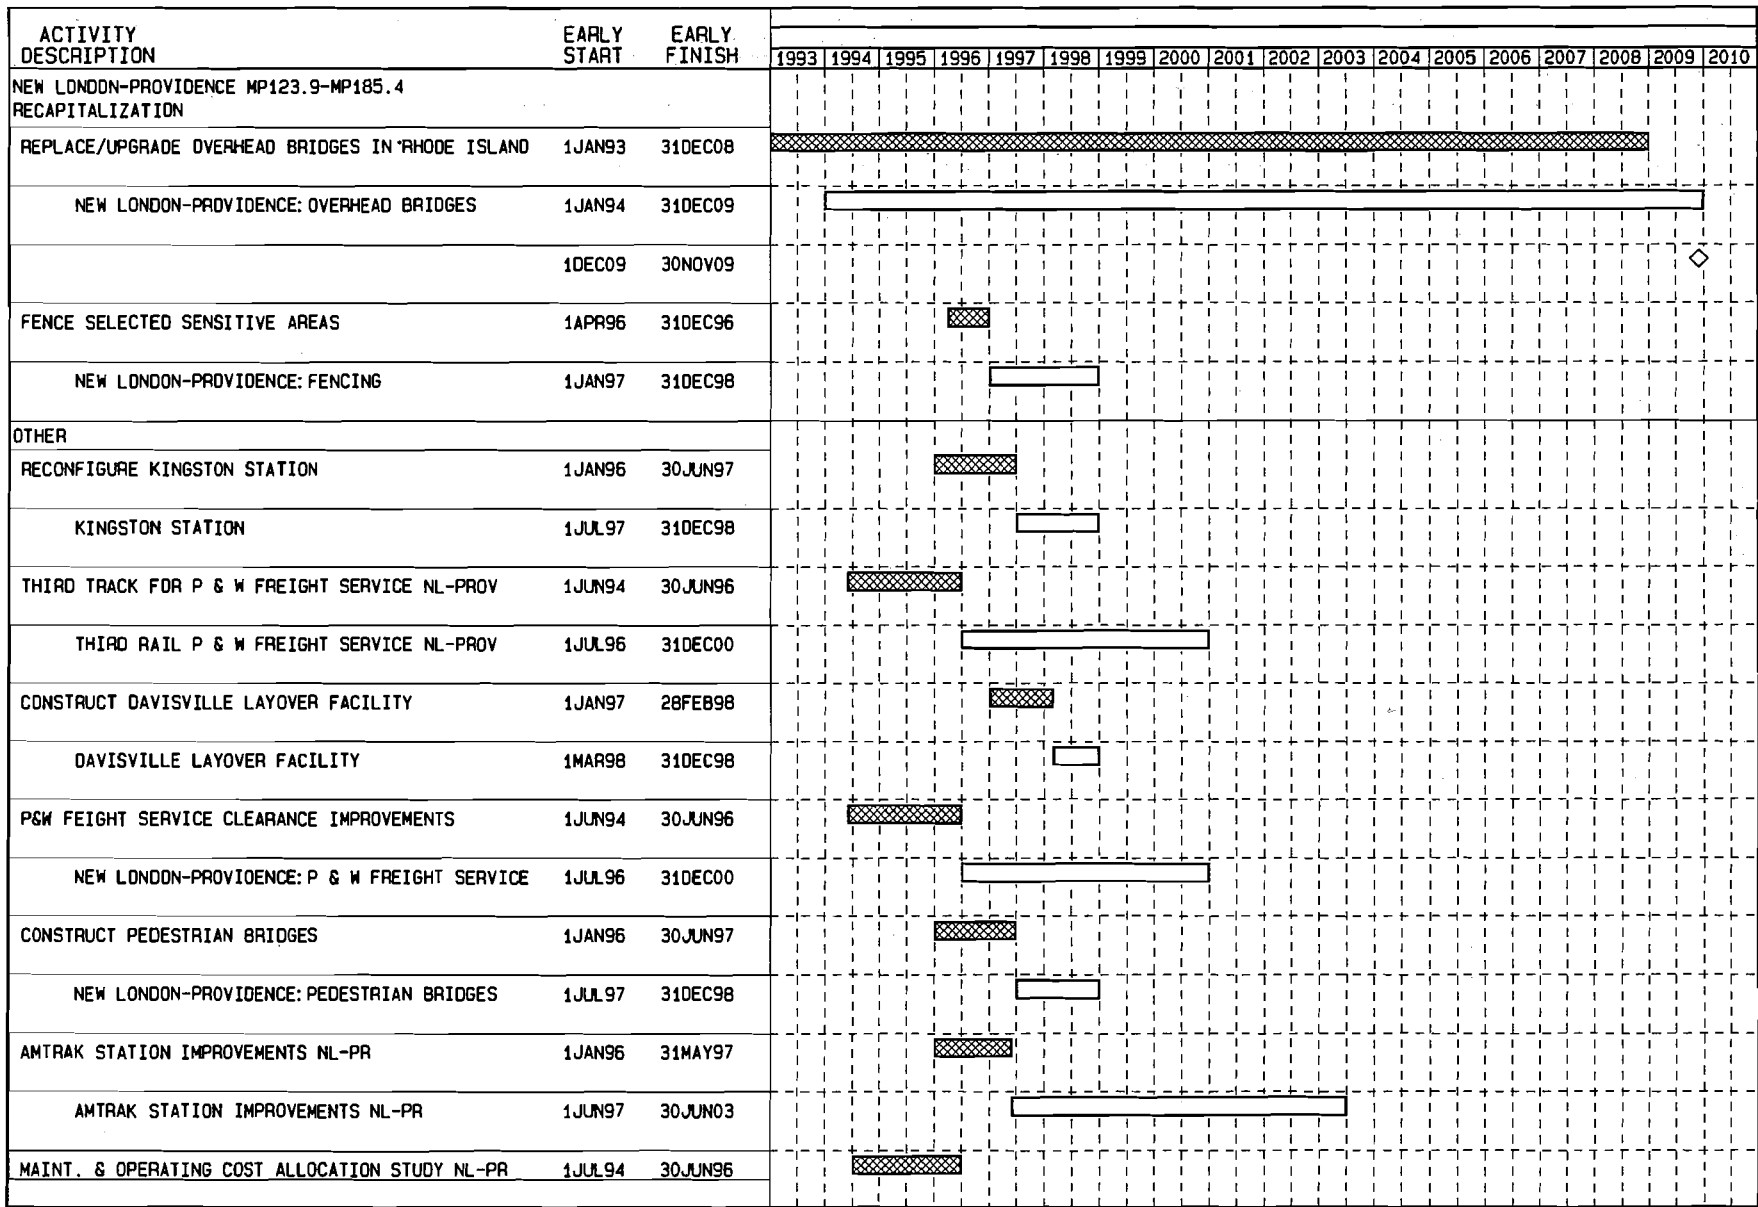 ACTIVITY EARLY EARLY
DESCRIPTION START FINISH 1993 1994 1995 1996 1997 1998 1999 2000 2001 2002 2003 2004 2005 2006 2007 2008 2009 2010
NEW LONDON-PROVIDENCE MP123.9-MP185.4
RECAPITALIZATION
REPLACE/UPGRADE OVERHEAD BRIDGES IN RHODE ISLAND 1JAN93 31DEC08
NEW LONDON-PROVIDENCE: OVERHEAD BRIDGES 1JAN94 31DEC09
1DEC09 30NOV09
FENCE SELECTED SENSITIVE AREAS 1APR96 31DEC96
NEW LONDON-PROVIDENCE: FENCING 1JAN97 31DEC98
OTHER
RECONFIGURE KINGSTON STATION 1JAN96 30JUN97
KINGSTON STATION 1JUL97 31DEC98
THIRD TRACK FOR P & W FREIGHT SERVICE NL-PROV 1JUN94 30JUN96
THIRD RAIL P & W FREIGHT SERVICE NL-PROV 1JUL96 31DEC00
CONSTRUCT DAVISVILLE LAYOVER FACILITY 1JAN97 28FEB98
DAVISVILLE LAYOVER FACILITY 1MAR98 31DEC98
P&W FEIGHT SERVICE CLEARANCE IMPROVEMENTS 1JUN94 30JUN96
NEW LONDON-PROVIDENCE: P & W FREIGHT SERVICE 1JUL96 31DEC00
CONSTRUCT PEDESTRIAN BRIDGES 1JAN96 30JUN97
NEW LONDON-PROVIDENCE: PEDESTRIAN BRIDGES 1JUL97 31DEC98
AMTRAK STATION IMPROVEMENTS NL-PR 1JAN96 31MAY97
AMTRAK STATION IMPROVEMENTS NL-PR 1JUN97 30JUN03
MAINT. & OPERATING COST ALLOCATION STUDY NL-PR 1JUL94 30JUN96